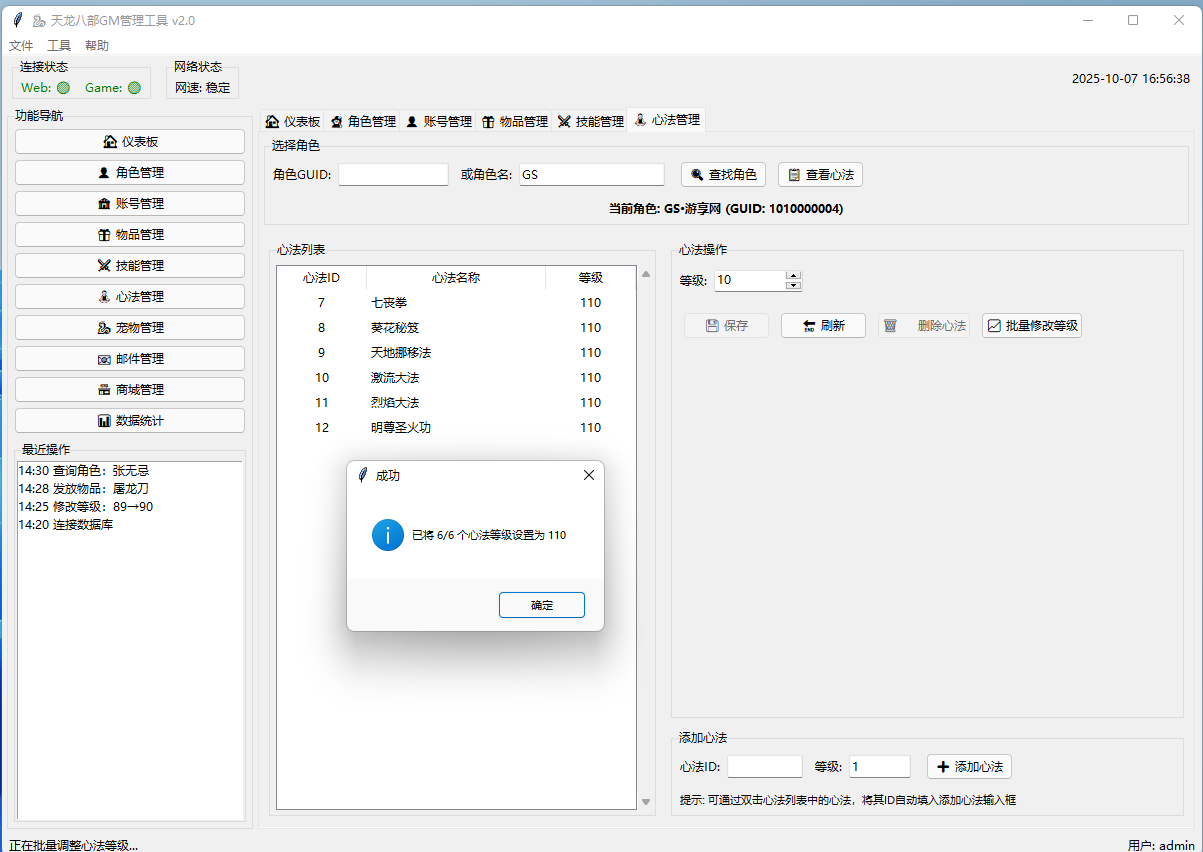 天龙八部GM管理工具 v2.0
文件 工具 帮助
连接状态
Web: Game:
网络状态
网速: 稳定
2025-10-07 16:56:38
功能导航
仪表板
角色管理
账号管理
物品管理
技能管理
心法管理
宠物管理
邮件管理
商城管理
数据统计
最近操作
14:30 查询角色：张无忌
14:28 发放物品：屠龙刀
14:25 修改等级：89→90
14:20 连接数据库
仪表板 角色管理 账号管理 物品管理 技能管理 心法管理
选择角色
角色GUID: 或角色名: GS 查找角色 查看心法
当前角色: GS•游享网 (GUID: 1010000004)
心法列表
心法ID 心法名称 等级
7 七丧拳 110
8 葵花秘笈 110
9 天地挪移法 110
10 激流大法 110
11 烈焰大法 110
12 明尊圣火功 110
成功
已将 6/6 个心法等级设置为 110
确定
心法操作
等级: 10
保存 刷新 删除心法 批量修改等级
添加心法
心法ID: 等级: 1 添加心法
提示: 可通过双击心法列表中的心法，将其ID自动填入添加心法输入框
正在批量调整心法等级...
用户: admin